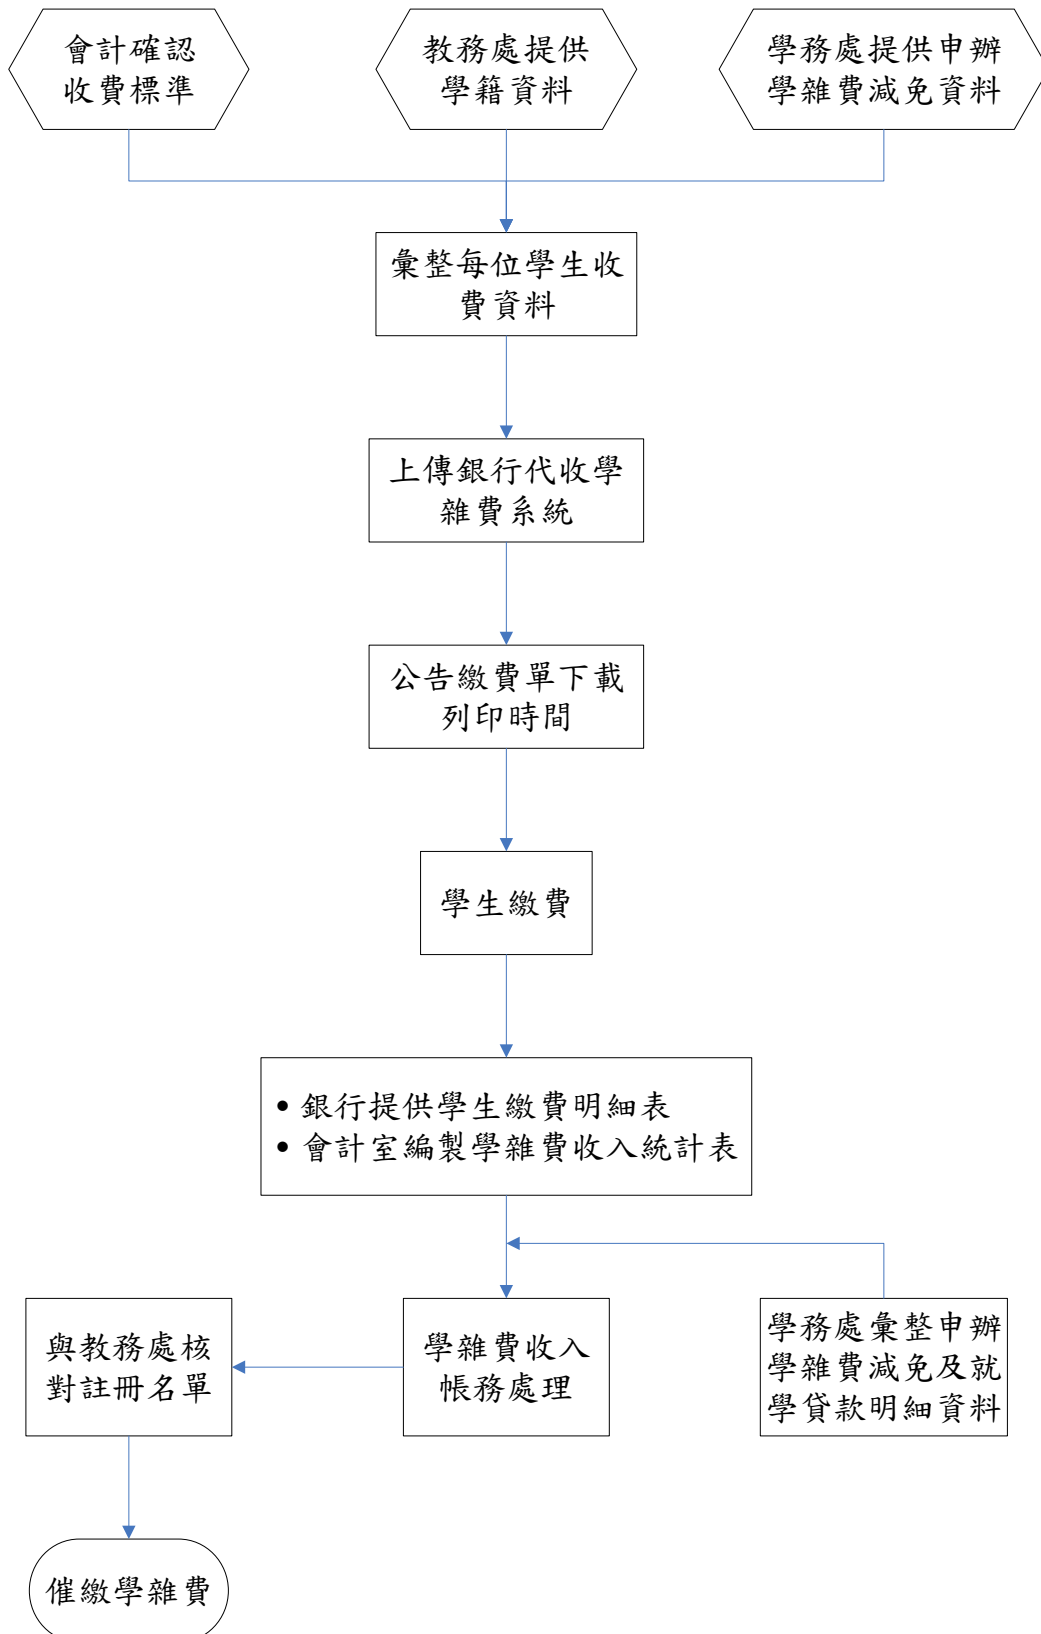 會計確認
收費標準
教務處提供
學籍資料
學務處提供申辦
學雜費減免資料
彙整每位學生收
費資料
上傳銀行代收學
雜費系統
公告繳費單下載
列印時間
學生繳費
• 銀行提供學生繳費明細表
• 會計室編製學雜費收入統計表
與教務處核
對註冊名單
學雜費收入
帳務處理
學務處彙整申辦
學雜費減免及就
學貸款明細資料
催繳學雜費